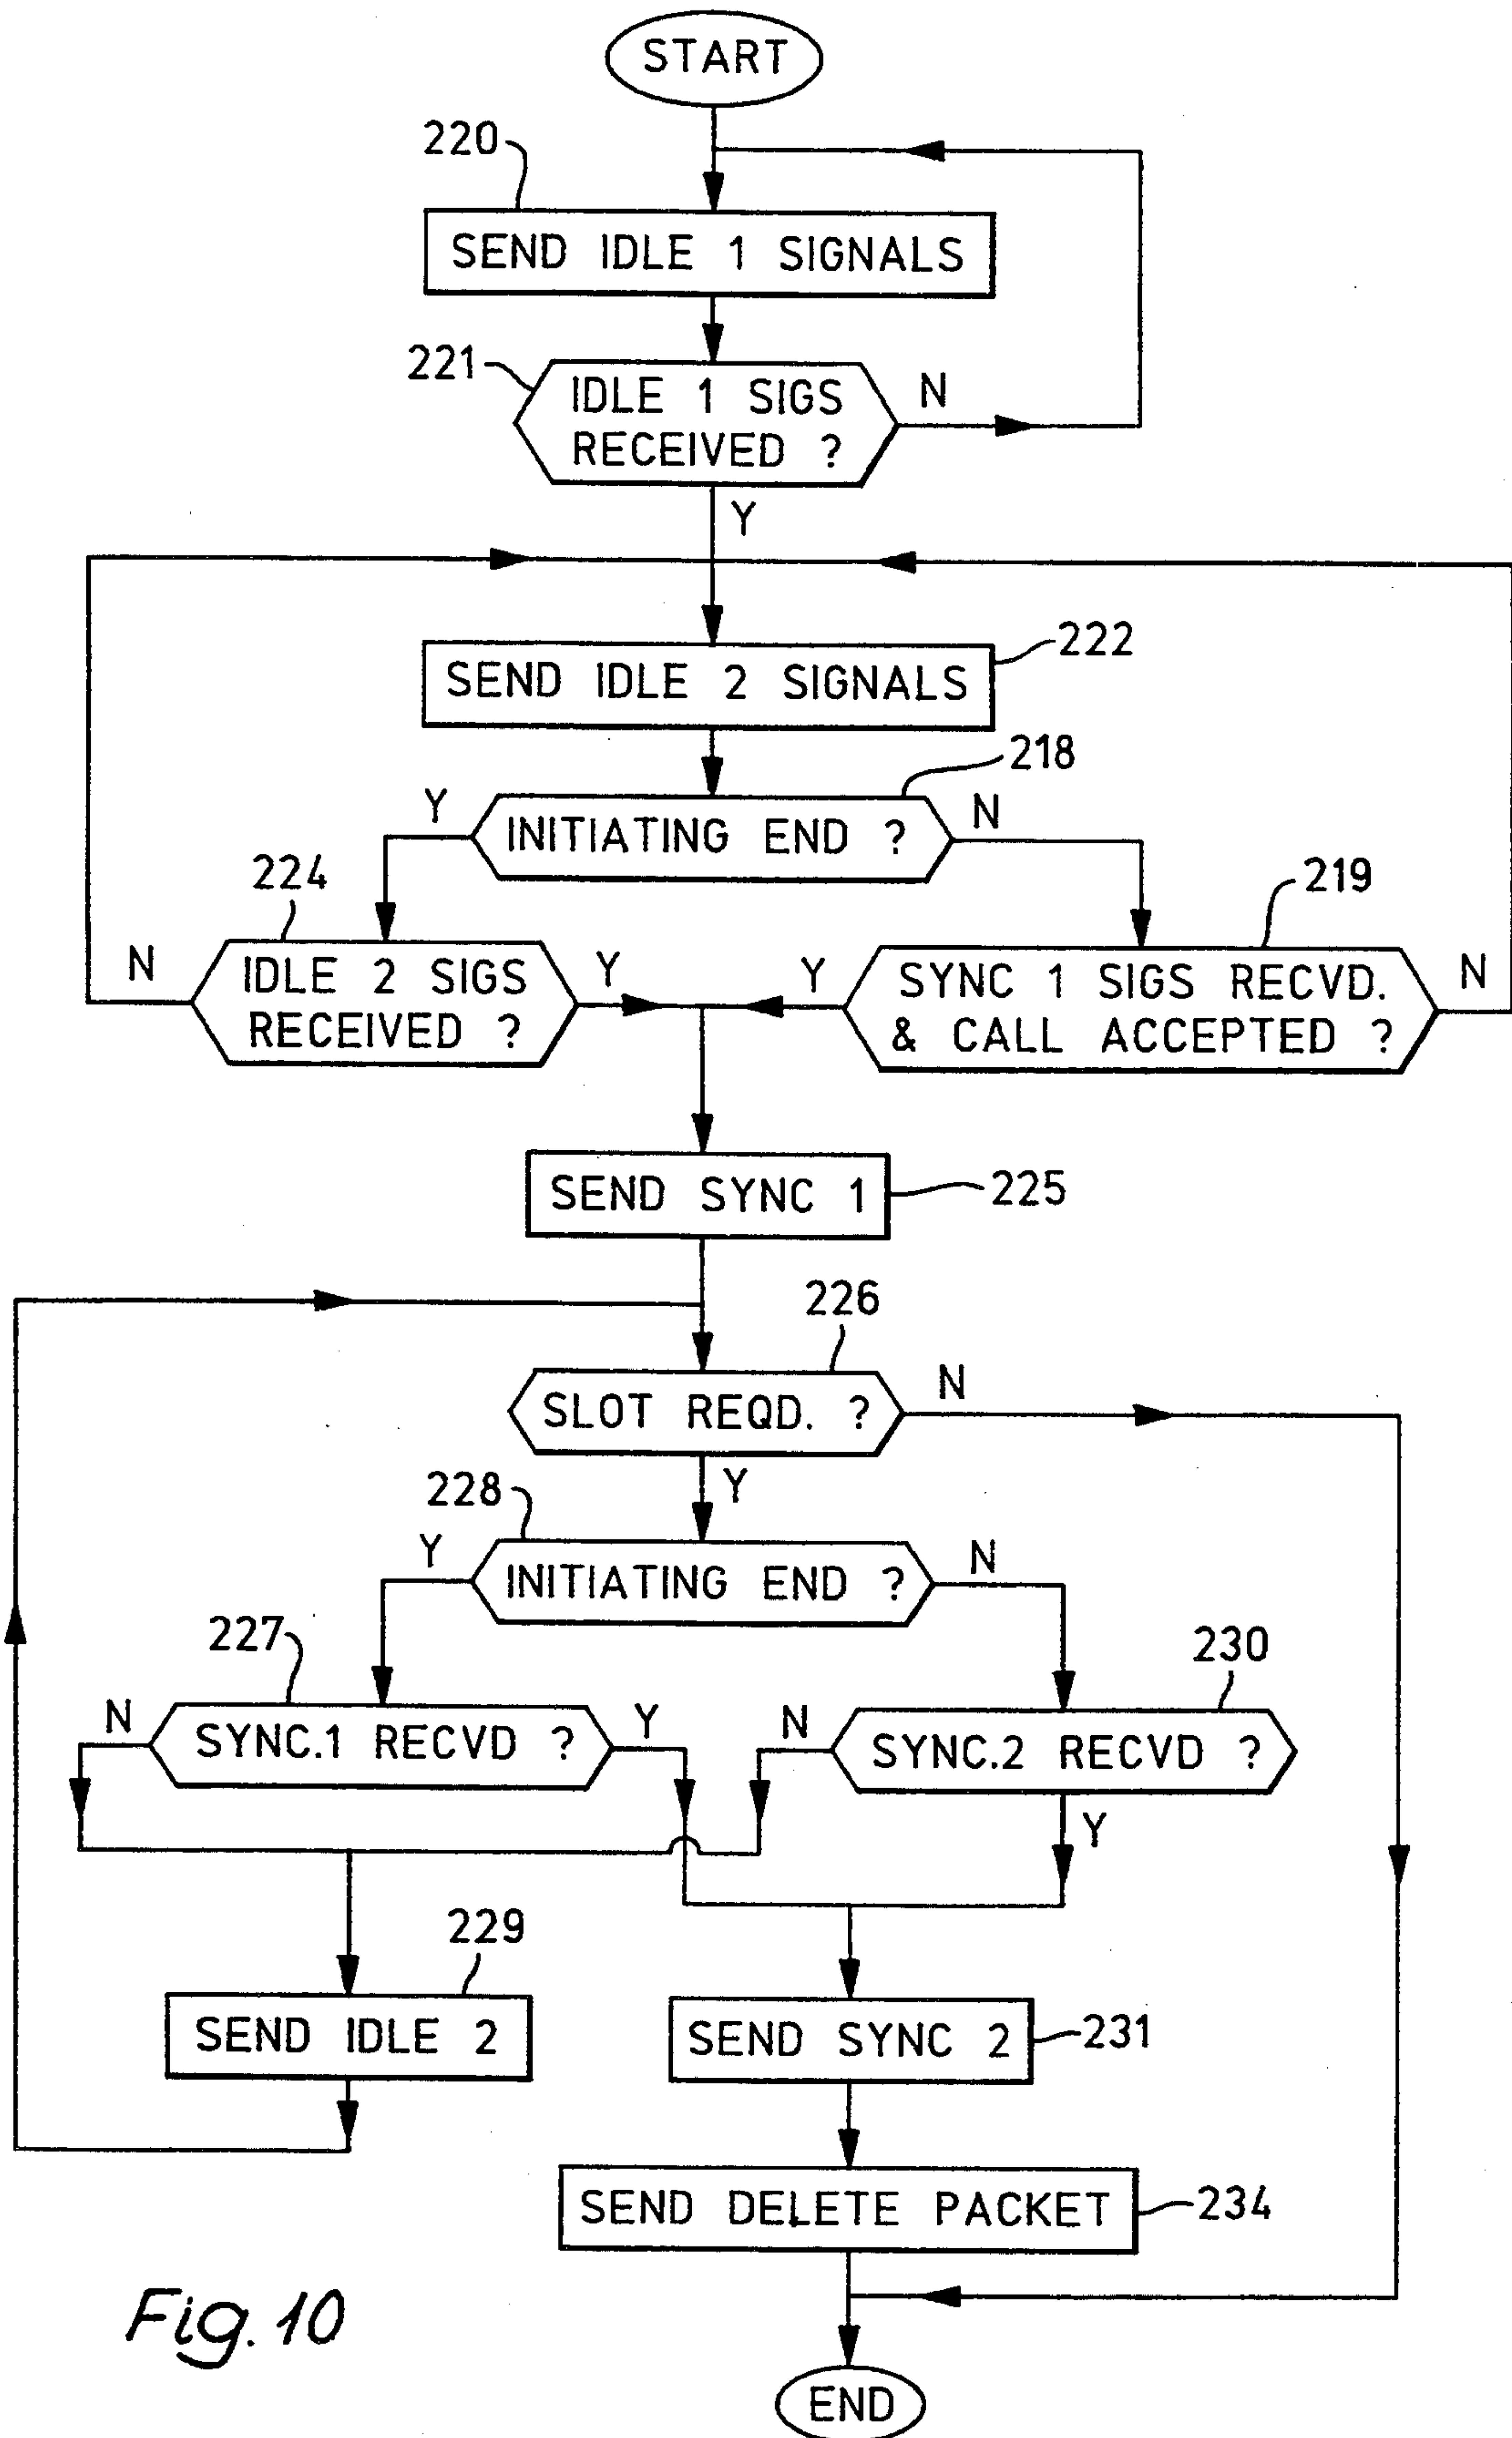 START
220
SEND IDLE 1 SIGNALS
221
IDLE 1 SIGS
RECEIVED ?
N
Y
SEND IDLE 2 SIGNALS
222
218
Y
INITIATING END ?
N
224
219
N
IDLE 2 SIGS
RECEIVED ?
Y
Y
SYNC 1 SIGS RECVD.
& CALL ACCEPTED ?
N
SEND SYNC 1
225
226
SLOT REQD. ?
N
Y
228
Y
INITIATING END ?
N
227
230
N
SYNC.1 RECVD ?
Y
N
SYNC.2 RECVD ?
Y
229
SEND IDLE 2
SEND SYNC 2
231
SEND DELETE PACKET
234
Fig. 10
END